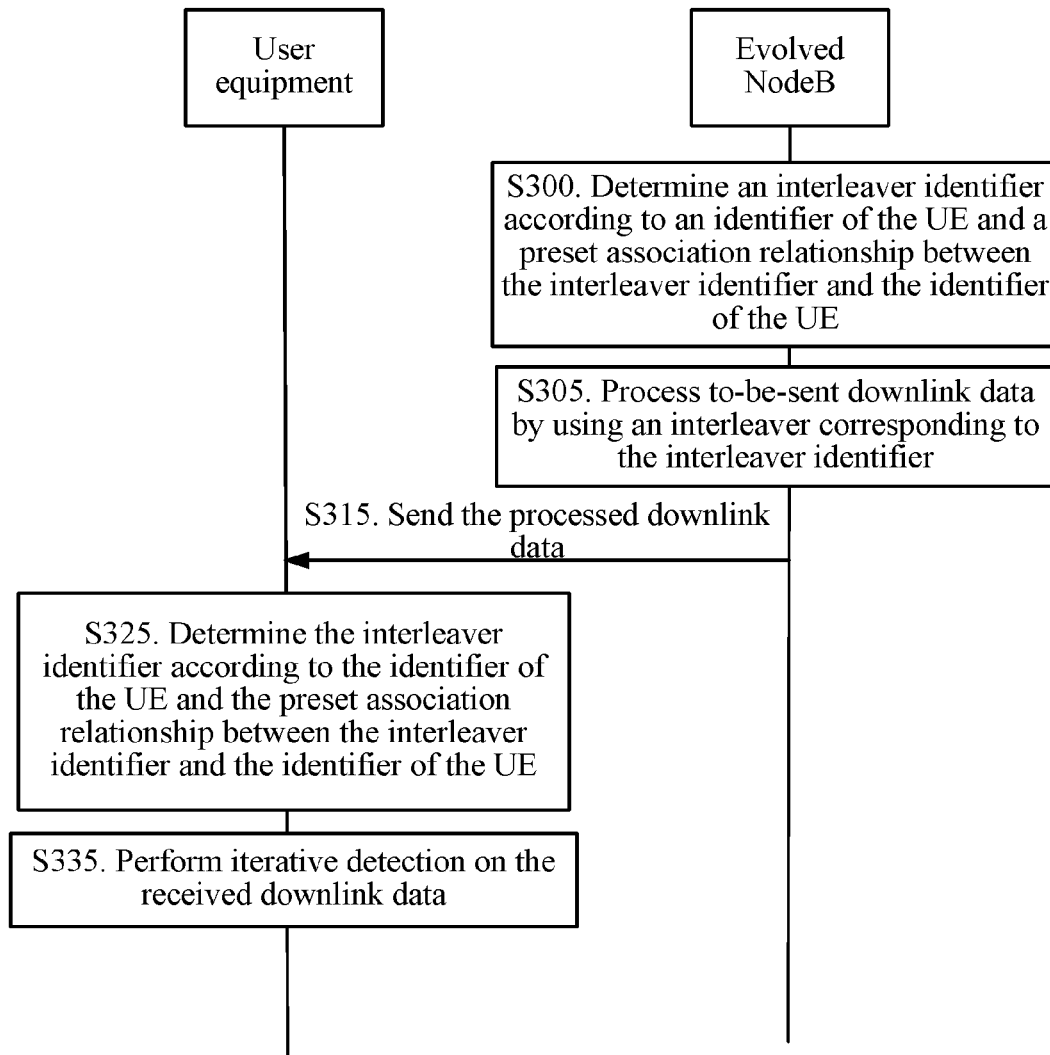 User
equipment
Evolved
NodeB
S300. Determine an interleaver identifier
according to an identifier of the UE and a
preset association relationship between
the interleaver identifier and the identifier
of the UE
S305. Process to-be-sent downlink data
by using an interleaver corresponding to
the interleaver identifier
S315. Send the processed downlink
data
S325. Determine the interleaver
identifier according to the identifier of
the UE and the preset association
relationship between the interleaver
identifier and the identifier of the UE
S335. Perform iterative detection on the
received downlink data